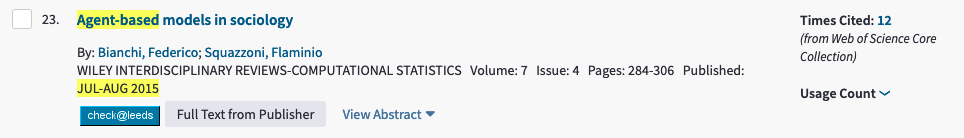 23. Agent-based models in sociology
Times Cited: 12
(from Web of Science Core
Collection)
By: Bianchi, Federico; Squazzoni, Flaminio
WILEY INTERDISCIPLINARY REVIEWS-COMPUTATIONAL STATISTICS Volume: 7 Issue: 4 Pages: 284-306 Published:
JUL-AUG 2015
Usage Count
check@leeds Full Text from Publisher View Abstract